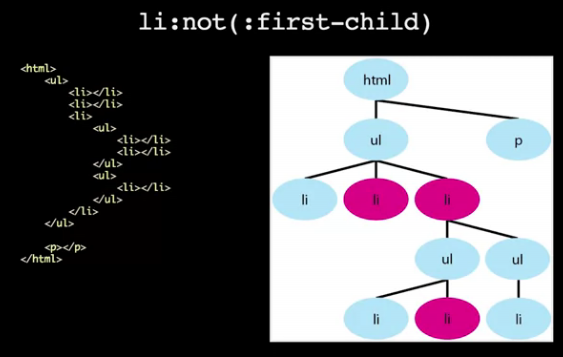 li:not(:first-child)
<html>
<ul>
<li></li>
<li></li>
<li>
<ul>
<li></li>
<li></li>
</ul>
<ul>
<li></li>
</ul>
</li>
</ul>
<p></p>
</html>
html
ul p
li li li
ul ul
li li li